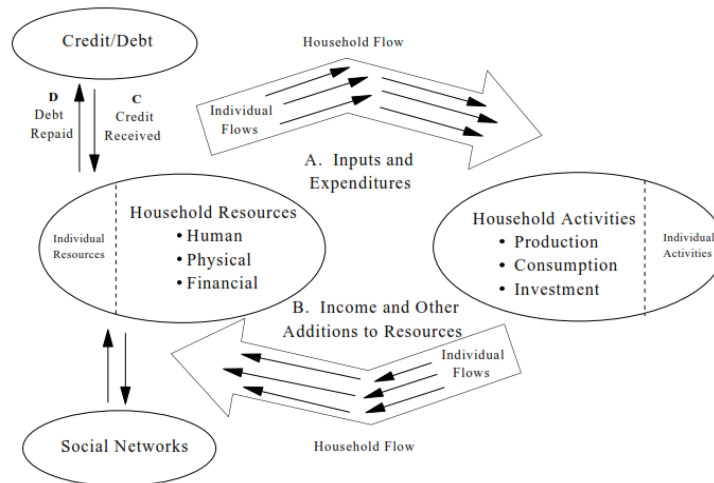 Credit/Debt
Household Flow
D
Debt
Repaid
C
Credit
Received
Individual
Flows
A. Inputs and
Expenditures
Individual
Resources
Household Resources
• Human
• Physical
• Financial
Household Activities
• Production
• Consumption
• Investment
Individual
Activities
B. Income and Other
Additions to Resources
Individual
Flows
Social Networks
Household Flow